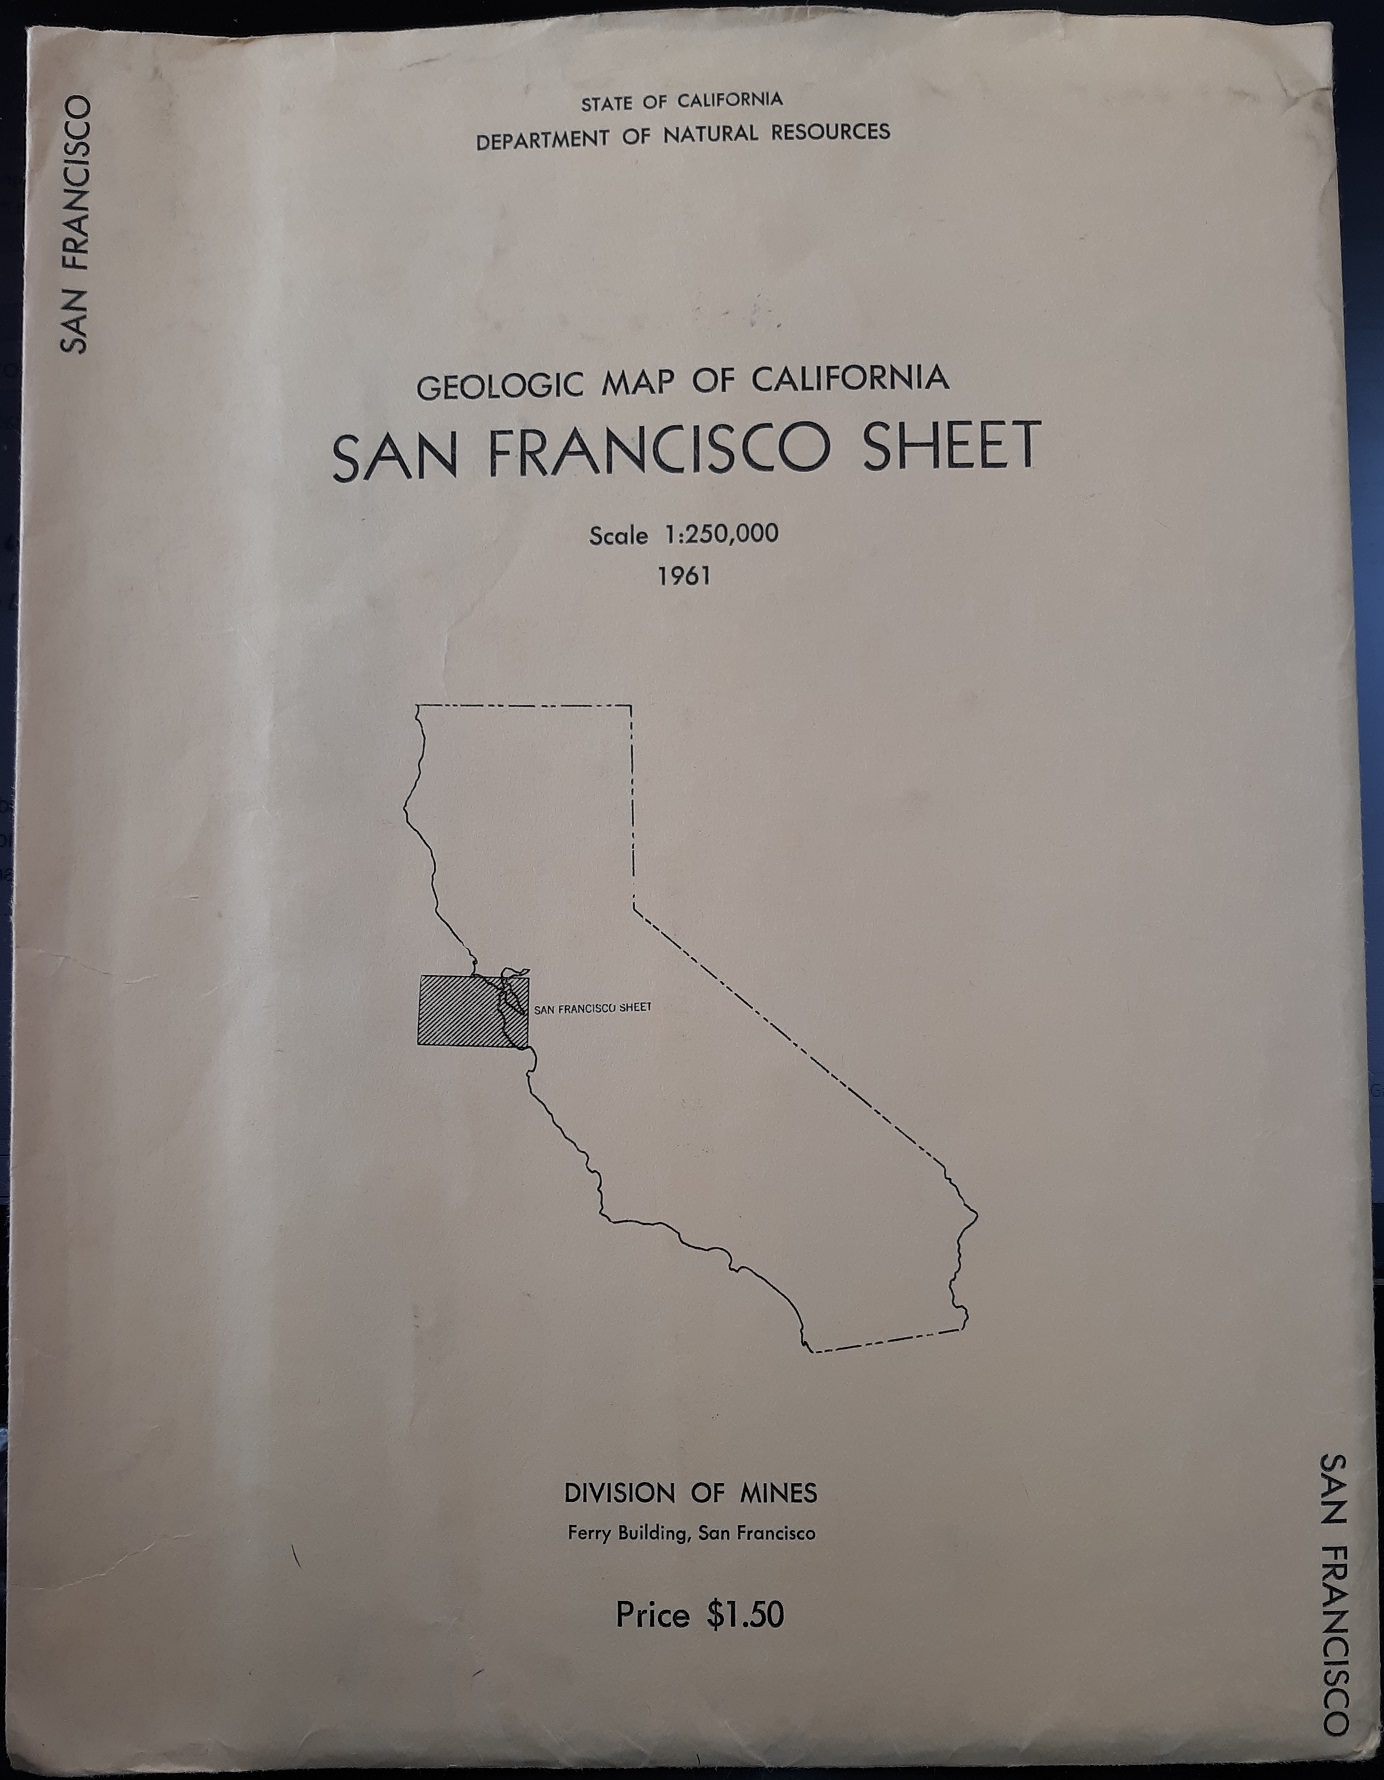 SAN FRANCISCO
STATE OF CALIFORNIA
DEPARTMENT OF NATURAL RESOURCES
GEOLOGIC MAP OF CALIFORNIA
SAN FRANCISCO SHEET
Scale 1:250,000
1961
SAN FRANCISCO SHEET
DIVISION OF MINES
Ferry Building, San Francisco
Price $1.50
SAN FRANCISCO